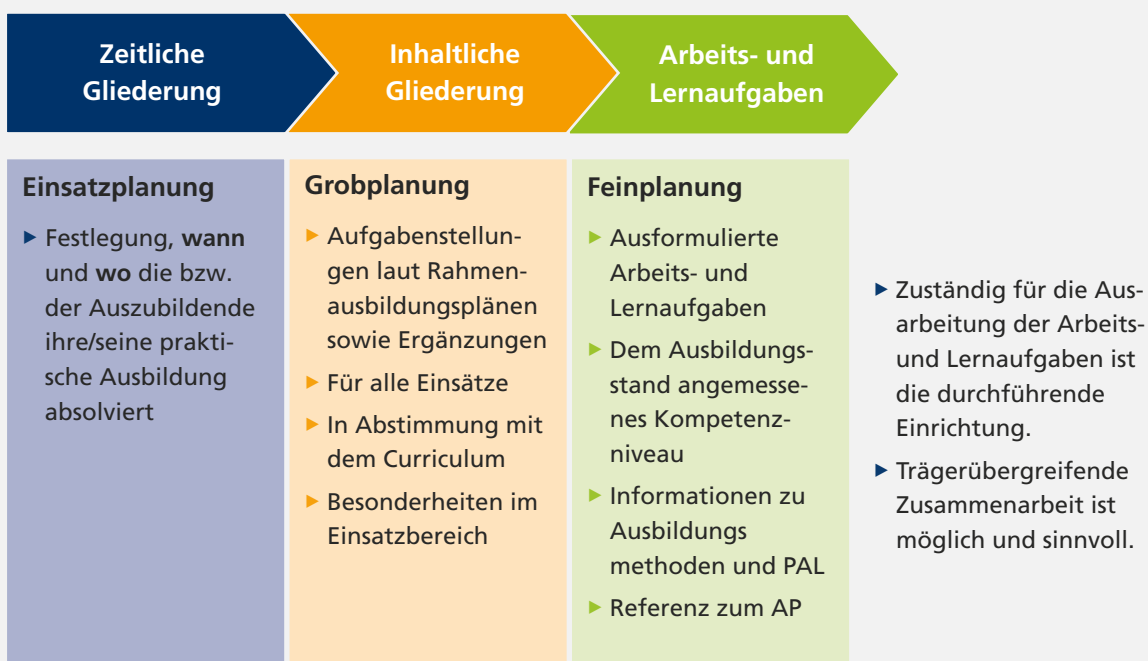 Zeitliche
Gliederung
Inhaltliche
Gliederung
Arbeits- und
Lernaufgaben
Einsatzplanung
▸ Festlegung, wann
und wo die bzw.
der Auszubildende
ihre/seine prakti-
sche Ausbildung
absolviert
Grobplanung
▸ Aufgabenstellun-
gen laut Rahmen-
ausbildungsplänen
sowie Ergänzungen
▸ Für alle Einsätze
▸ In Abstimmung mit
dem Curriculum
▸ Besonderheiten im
Einsatzbereich
Feinplanung
▸ Ausformulierte
Arbeits- und
Lernaufgaben
▸ Dem Ausbildungs-
stand angemesse-
nes Kompetenz-
niveau
▸ Informationen zu
Ausbildungs
methoden und PAL
▸ Referenz zum AP
▸ Zuständig für die Aus-
arbeitung der Arbeits-
und Lernaufgaben ist
die durchführende
Einrichtung.
▸ Trägerübergreifende
Zusammenarbeit ist
möglich und sinnvoll.